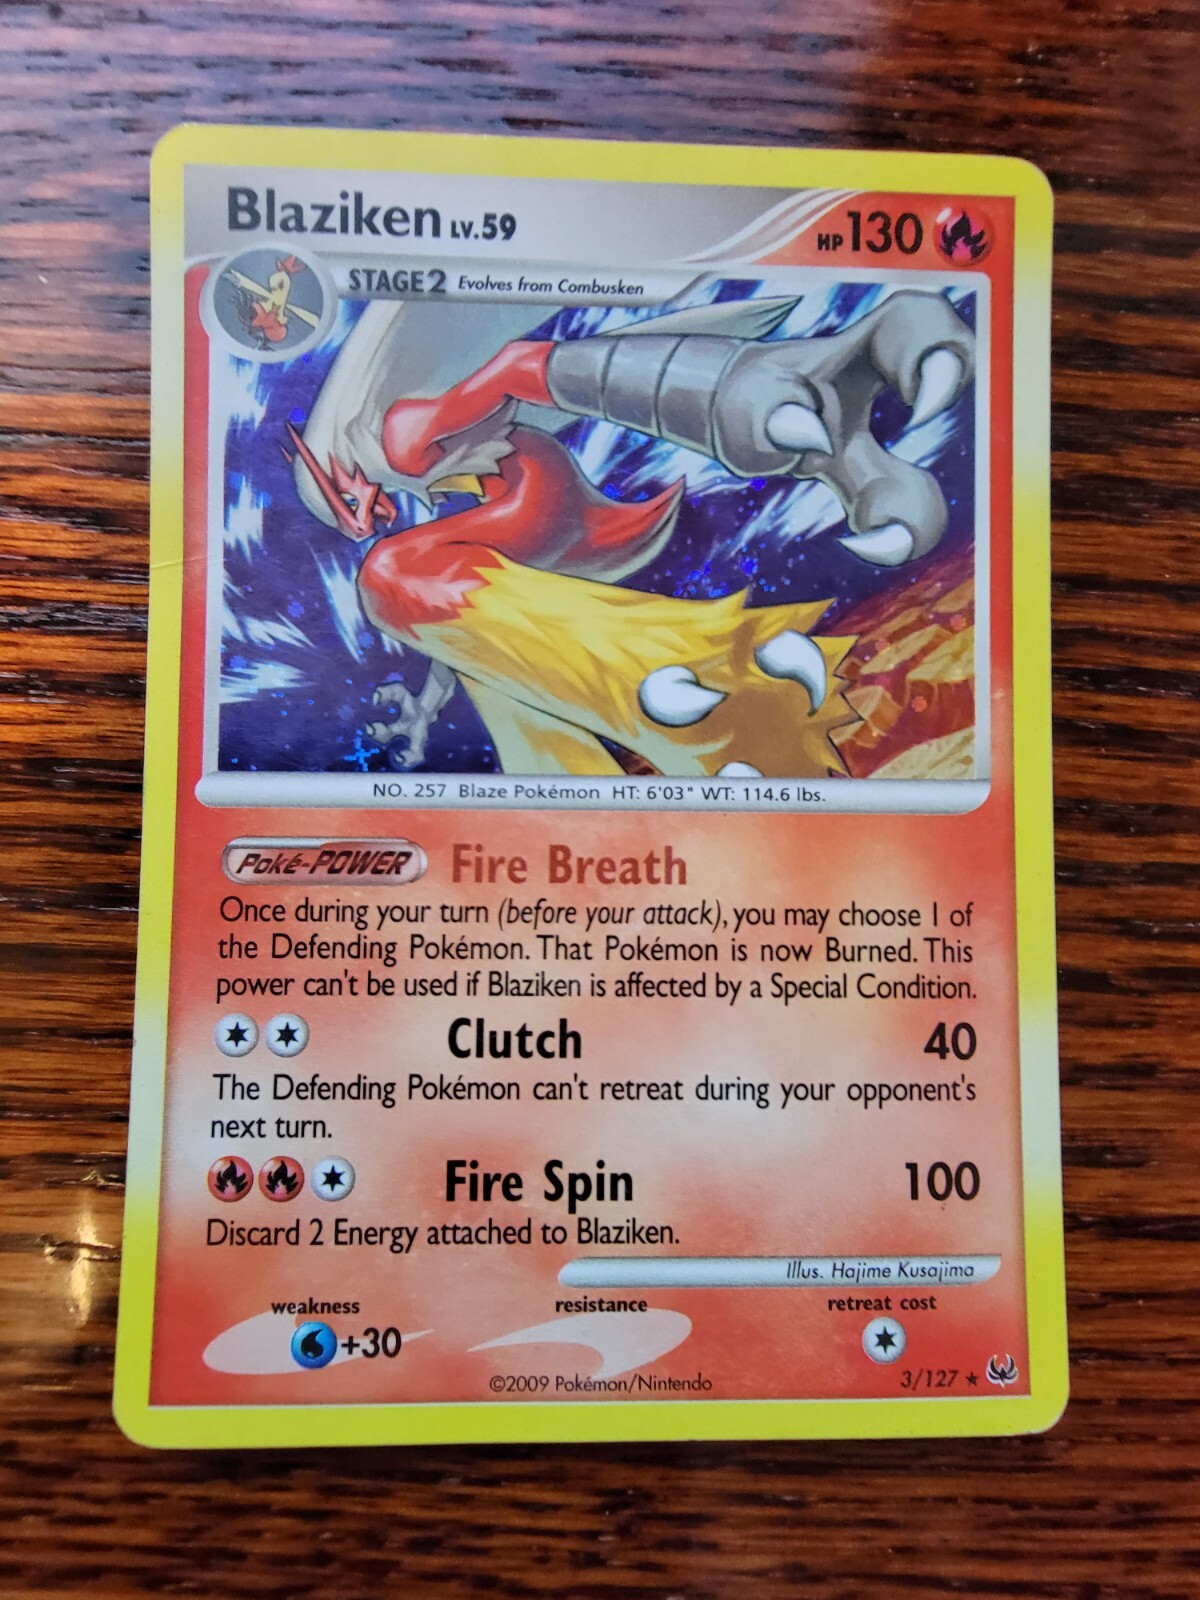 Blaziken LV.59
HP 130
STAGE 2 Evolves from Combusken
NO. 257 Blaze Pokémon HT: 6'03" WT: 114.6 lbs.
Poké-POWER Fire Breath
Once during your turn (before your attack), you may choose 1 of
the Defending Pokémon. That Pokémon is now Burned. This
power can't be used if Blaziken is affected by a Special Condition.
Clutch 40
The Defending Pokémon can't retreat during your opponent's
next turn.
Fire Spin 100
Discard 2 Energy attached to Blaziken.
Illus. Hajime Kusajima
weakness resistance retreat cost
+30
©2009 Pokémon/Nintendo 3/127 ★